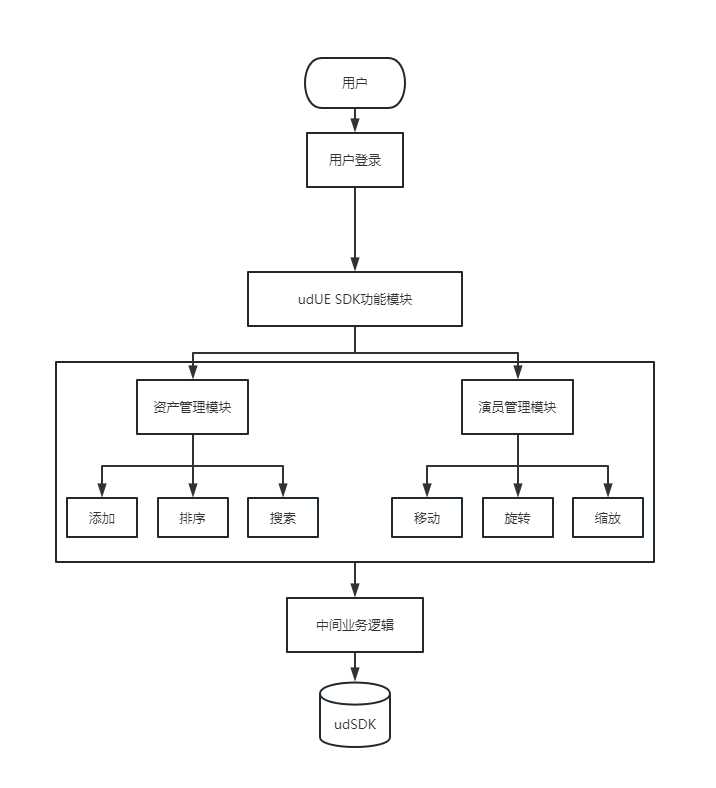 用户
用户登录
udUE SDK功能模块
资产管理模块
演员管理模块
添加
排序
搜索
移动
旋转
缩放
中间业务逻辑
udSDK